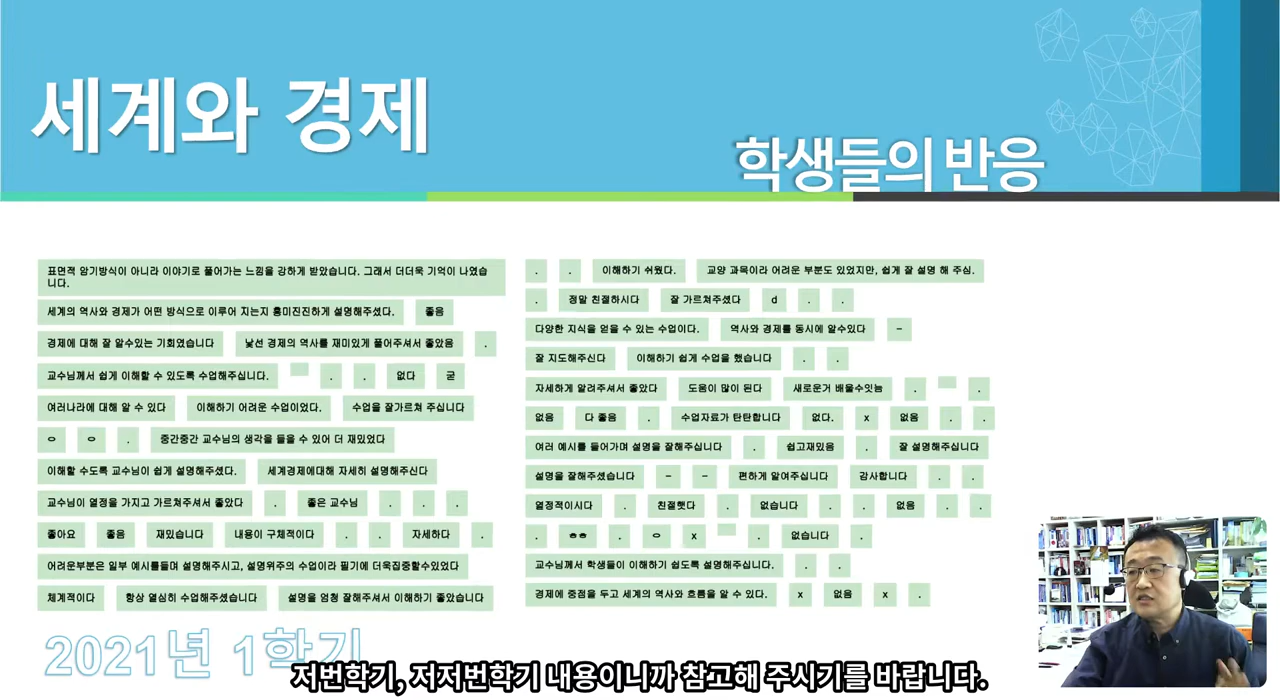 세계와 경제
학생들의 반응
표면적 암기방식이 아니라 이야기로 풀어가는 느낌을 강하게 받았습니다. 그래서 더더욱 기억이 나였습
니다.
세계의 역사와 경제가 어떤 방식으로 이루어 지는지 흥미진진하게 설명해주셨다. 좋음
경제에 대해 잘 알수있는 기회였습니다 낯선 경제의 역사를 재미있게 풀어주셔서 좋았음 .
교수님께서 쉽게 이해할 수 있도록 수업해주십니다. . . 없다 굳
여러나라에 대해 알 수 있다 이해하기 어려운 수업이었다. 수업을 잘가르쳐 주십니다
ㅇ ㅇ . 중간중간 교수님의 생각을 들을 수 있어 더 재밌었다
이해할 수도록 교수님이 쉽게 설명해주셨다. 세계경제에대해 자세히 설명해주신다
교수님이 열정을 가지고 가르쳐주셔서 좋았다 . 좋은 교수님 . . .
좋아요 좋음 재밌습니다 내용이 구체적이다 . . 자세하다 .
어려운부분은 일부 예시를들며 설명해주시고, 설명위주의 수업이라 필기에 더욱집중할수있었다
체계적이다 항상 열심히 수업해주셨습니다 설명을 엄청 잘해주셔서 이해하기 좋았습니다
. . 이해하기 쉬웠다. 교양 과목이라 어려운 부분도 있었지만, 쉽게 잘 설명 해 주심.
. 정말 친절하시다 잘 가르쳐주셨다 d . .
다양한 지식을 얻을 수 있는 수업이다. 역사와 경제를 동시에 알수있다 -
잘 지도해주신다 이해하기 쉽게 수업을 했습니다 . .
자세하게 알려주셔서 좋았다 도움이 많이 된다 새로운거 배울수잇늠 . .
없음 다 좋음 . 수업자료가 탄탄합니다 없다. x 없음 . .
여러 예시를 들어가며 설명을 잘해주십니다 . 쉽고재밌음 . 잘 설명해주십니다
설명을 잘해주셨습니다 - - 편하게 알여주십니다 감사합니다 . .
열정적이시다 . 친절했다 . 없습니다 . . 없음 . .
. ㅎㅎ . ㅇ x . 없습니다 .
교수님께서 학생들이 이해하기 쉽도록 설명해주십니다. . .
경제에 중점을 두고 세계의 역사와 흐름을 알 수 있다. x 없음 x .
2021년 1학기
저번학기, 저저번학기 내용이니까 참고해 주시기를 바랍니다.